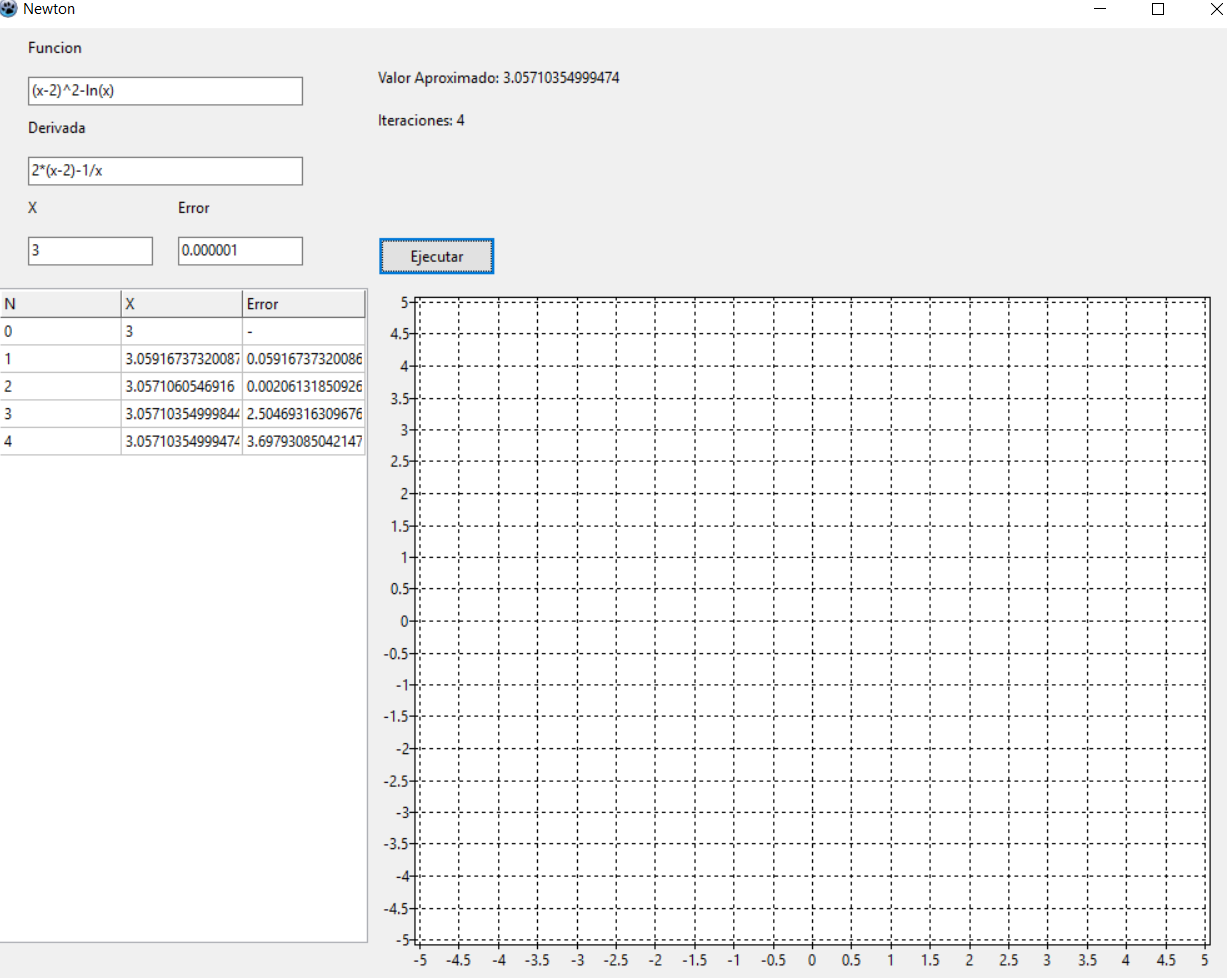 Newton
Funcion
(x-2)^2-ln(x)
Valor Aproximado: 3.05710354999474
Derivada
Iteraciones: 4
2*(x-2)-1/x
X Error
3 0.000001
Ejecutar
N X Error
0 3 -
1 3.05916737320087 0.05916737320086
2 3.0571060546916 0.00206131850926
3 3.05710354999844 2.50469316309676
4 3.05710354999474 3.69793085042147
5
4.5
4
3.5
3
2.5
2
1.5
1
0.5
0
-0.5
-1
-1.5
-2
-2.5
-3
-3.5
-4
-4.5
-5
-5 -4.5 -4 -3.5 -3 -2.5 -2 -1.5 -1 -0.5 0 0.5 1 1.5 2 2.5 3 3.5 4 4.5 5